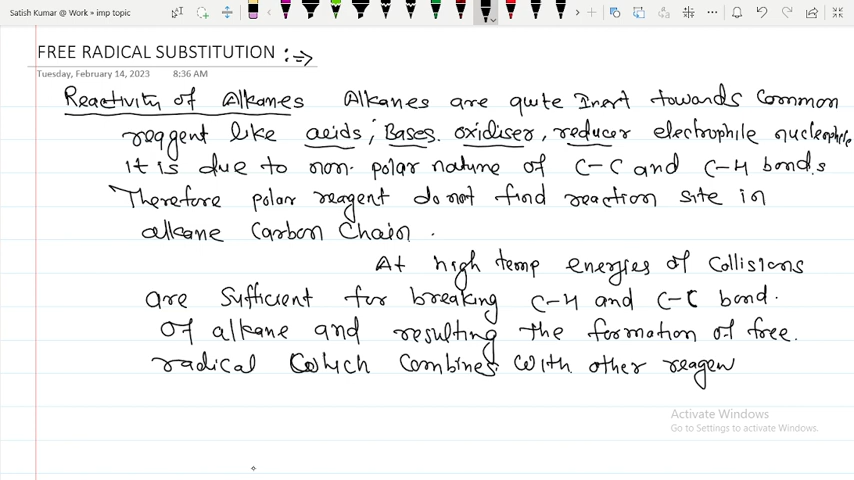 Satish Kumar @ Work » imp topic
FREE RADICAL SUBSTITUTION :⇒
Tuesday, February 14, 2023 8:36 AM
Reactivity of Alkanes Alkanes are quite Inert towards Common
reagent like acids, Bases. oxidiser, reducer electrophile nucleophile
it is due to non. polar nature of C-C and C-H bonds
Therefore polar reagent do not find reaction site in
alkane Carbon Chain.
At high temp energies of Collisions
are Sufficient for breaking C-H and C-C bond.
Of alkane and resulting the formation of free.
radical Which Combines With other reagen
Activate Windows
Go to Settings to activate Windows.